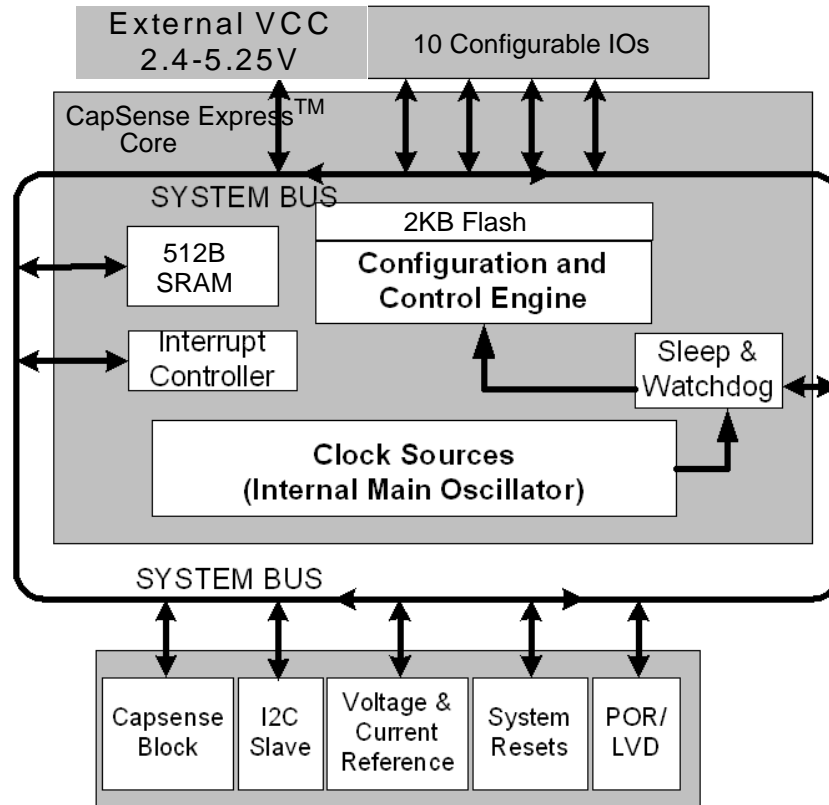 External VCC
2.4-5.25V
10 Configurable IOs
CapSense Express™
Core
SYSTEM BUS
2KB Flash
512B
SRAM
Configuration and
Control Engine
Interrupt
Controller
Sleep &
Watchdog
Clock Sources
(Internal Main Oscillator)
SYSTEM BUS
Capsense
Block
I2C
Slave
Voltage &
Current
Reference
System
Resets
POR/
LVD